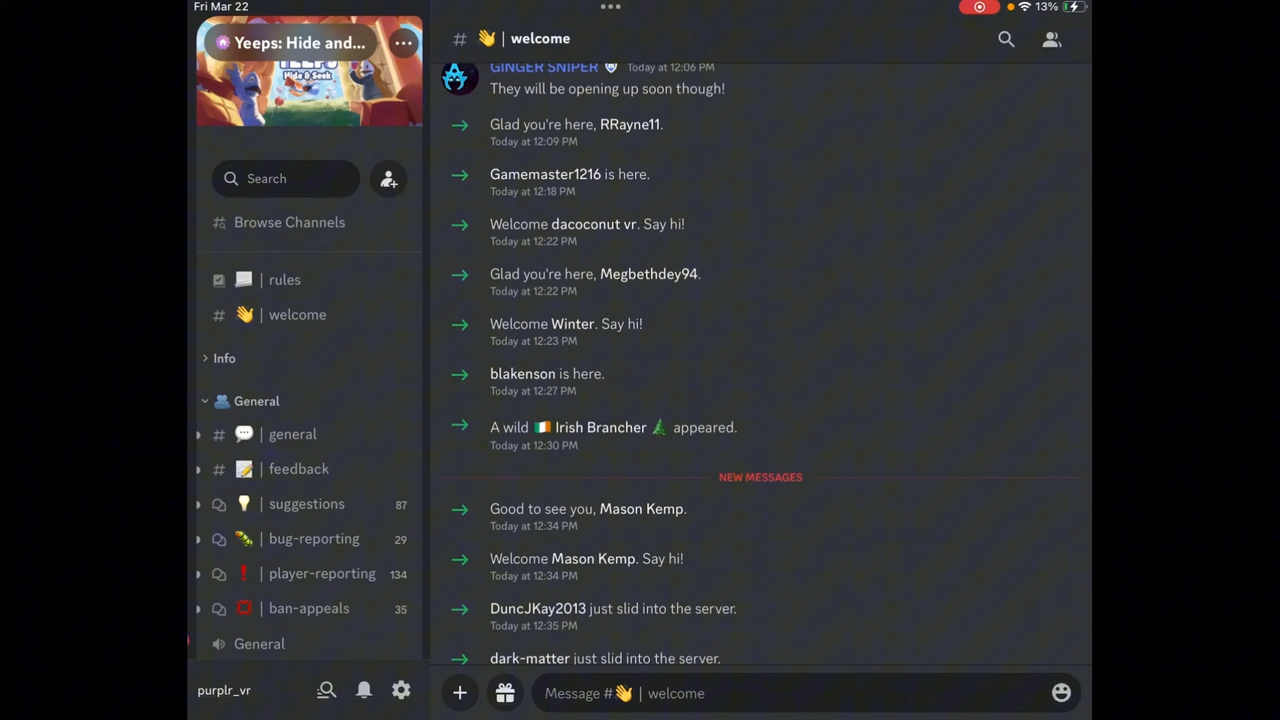 Fri Mar 22
13%
Yeeps: Hide and...
YEEPS
Hide & Seek
Search
Browse Channels
| rules
| welcome
Info
General
| general
| feedback
| suggestions 87
| bug-reporting 29
| player-reporting 134
| ban-appeals 35
General
purplr_vr
# 👋 | welcome
GINGER SNIPER Today at 12:06 PM
They will be opening up soon though!
Glad you're here, RRayne11.
Today at 12:09 PM
Gamemaster1216 is here.
Today at 12:18 PM
Welcome dacoconut vr. Say hi!
Today at 12:22 PM
Glad you're here, Megbethdey94.
Today at 12:22 PM
Welcome Winter. Say hi!
Today at 12:23 PM
blakenson is here.
Today at 12:27 PM
A wild 🇮🇪 Irish Brancher 🌲 appeared.
Today at 12:30 PM
NEW MESSAGES
Good to see you, Mason Kemp.
Today at 12:34 PM
Welcome Mason Kemp. Say hi!
Today at 12:34 PM
DuncJKay2013 just slid into the server.
Today at 12:35 PM
dark-matter just slid into the server.
Message #👋 | welcome